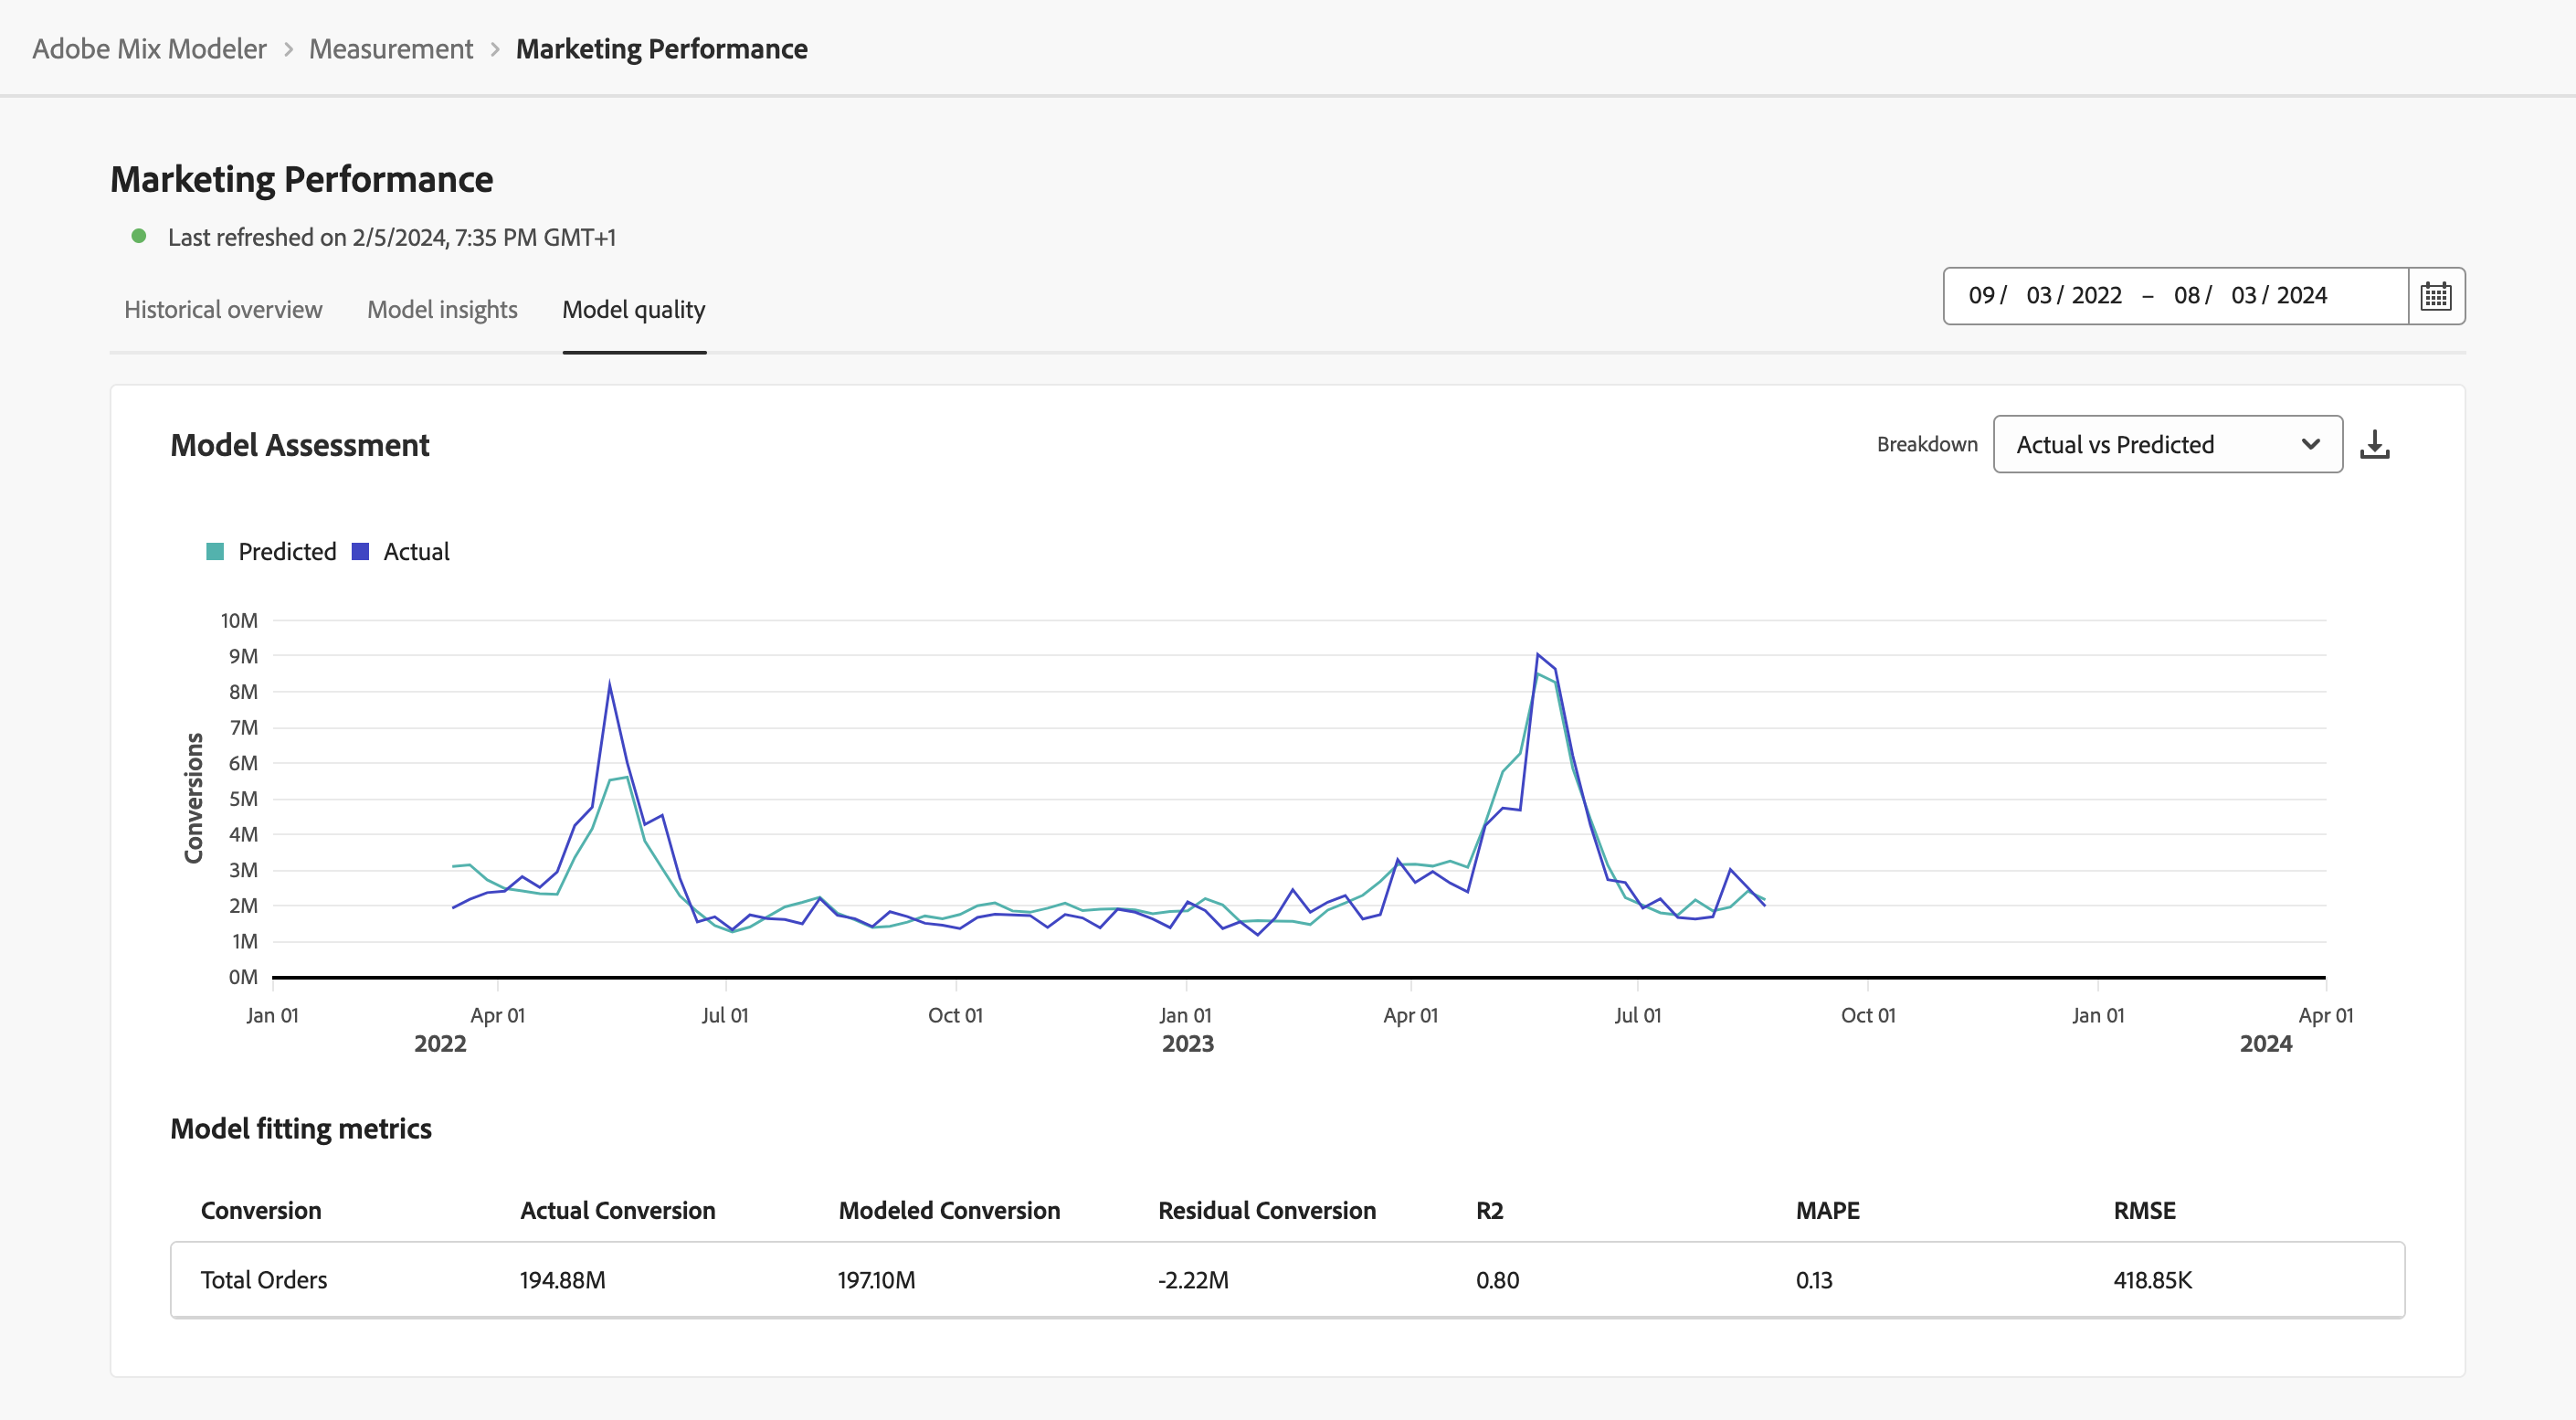 Adobe Mix Modeler > Measurement > Marketing Performance
Marketing Performance
Last refreshed on 2/5/2024, 7:35 PM GMT+1
Historical overview Model insights Model quality
09 / 03 / 2022 – 08 / 03 / 2024
Model Assessment
Breakdown Actual vs Predicted
Predicted Actual
Conversions
10M
9M
8M
7M
6M
5M
4M
3M
2M
1M
0M
Jan 01 Apr 01 Jul 01 Oct 01 Jan 01 Apr 01 Jul 01 Oct 01 Jan 01 Apr 01
2022 2023 2024
Model fitting metrics
Conversion Actual Conversion Modeled Conversion Residual Conversion R2 MAPE RMSE
Total Orders 194.88M 197.10M -2.22M 0.80 0.13 418.85K